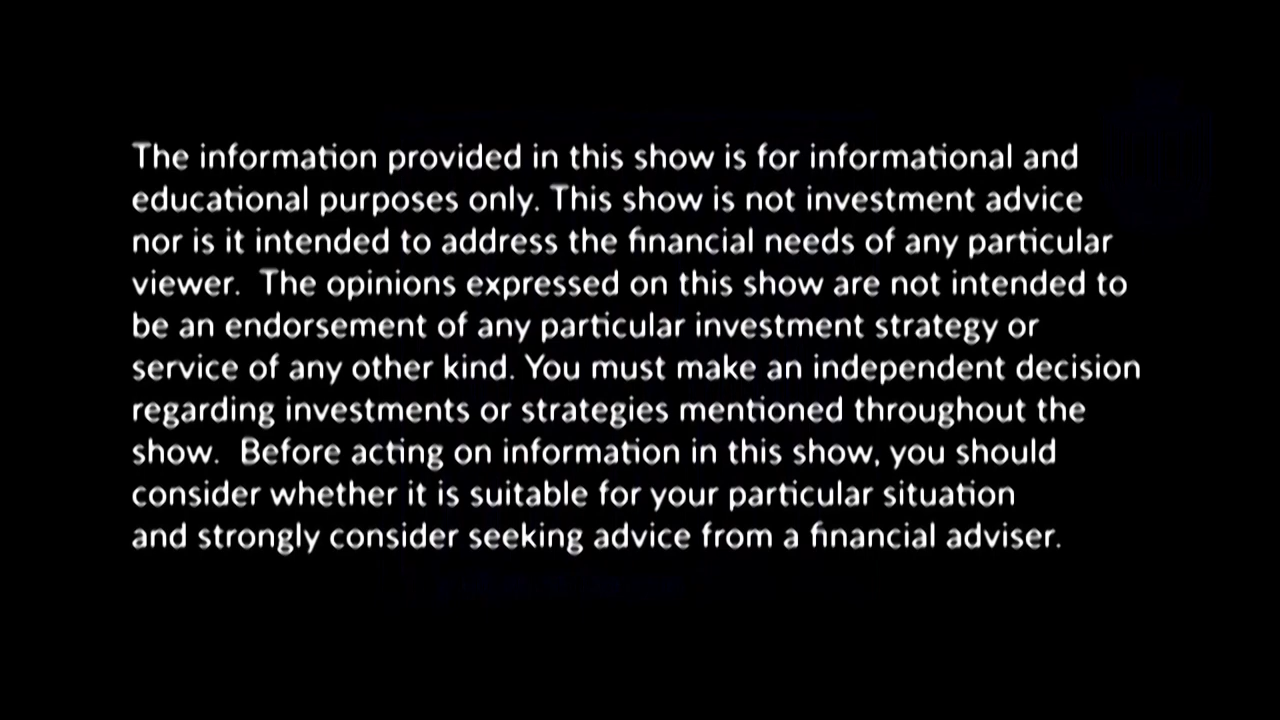 The information provided in this show is for informational and
educational purposes only. This show is not investment advice
nor is it intended to address the financial needs of any particular
viewer.  The opinions expressed on this show are not intended to
be an endorsement of any particular investment strategy or
service of any other kind. You must make an independent decision
regarding investments or strategies mentioned throughout the
show.  Before acting on information in this show, you should
consider whether it is suitable for your particular situation
and strongly consider seeking advice from a financial adviser.